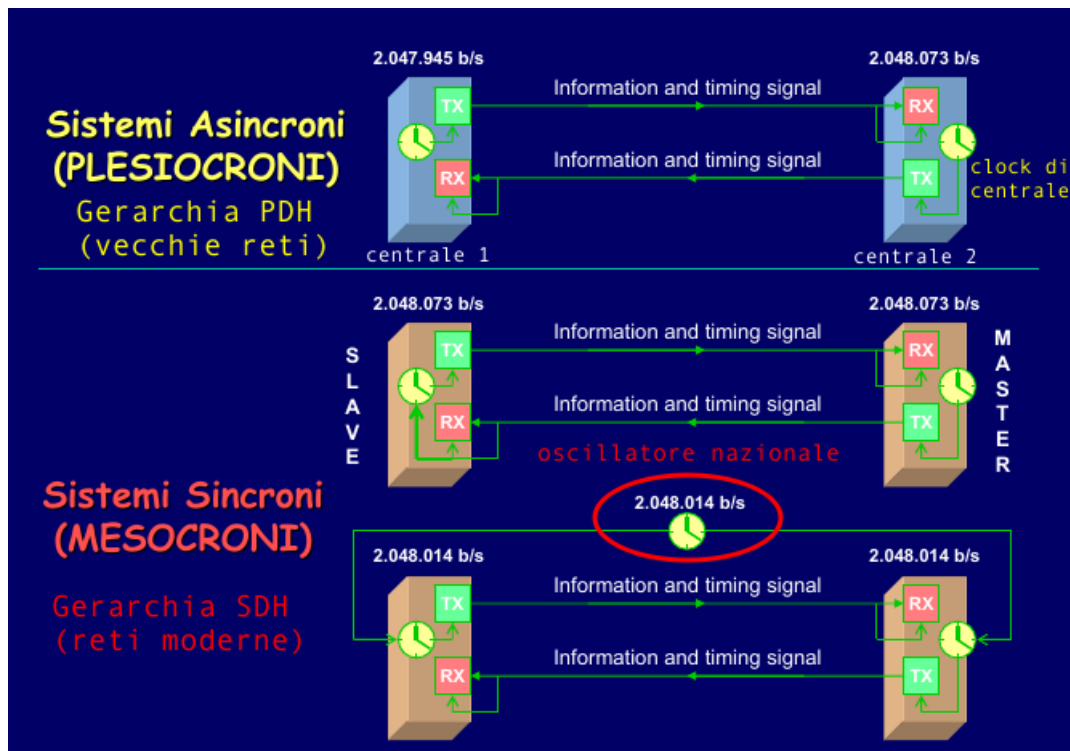 2.047.945 b/s
2.048.073 b/s
Information and timing signal
TX
RX
Sistemi Asincroni
(PLESIOCRONI)
Information and timing signal
RX
TX
clock di
centrale
Gerarchia PDH
(vecchie reti)
centrale 1
centrale 2
2.048.073 b/s
2.048.073 b/s
Information and timing signal
TX
RX
SLAVE
MASTER
Information and timing signal
RX
TX
oscillatore nazionale
Sistemi Sincroni
(MESOCRONI)
2.048.014 b/s
2.048.014 b/s
2.048.014 b/s
Information and timing signal
TX
RX
Gerarchia SDH
(reti moderne)
Information and timing signal
RX
TX